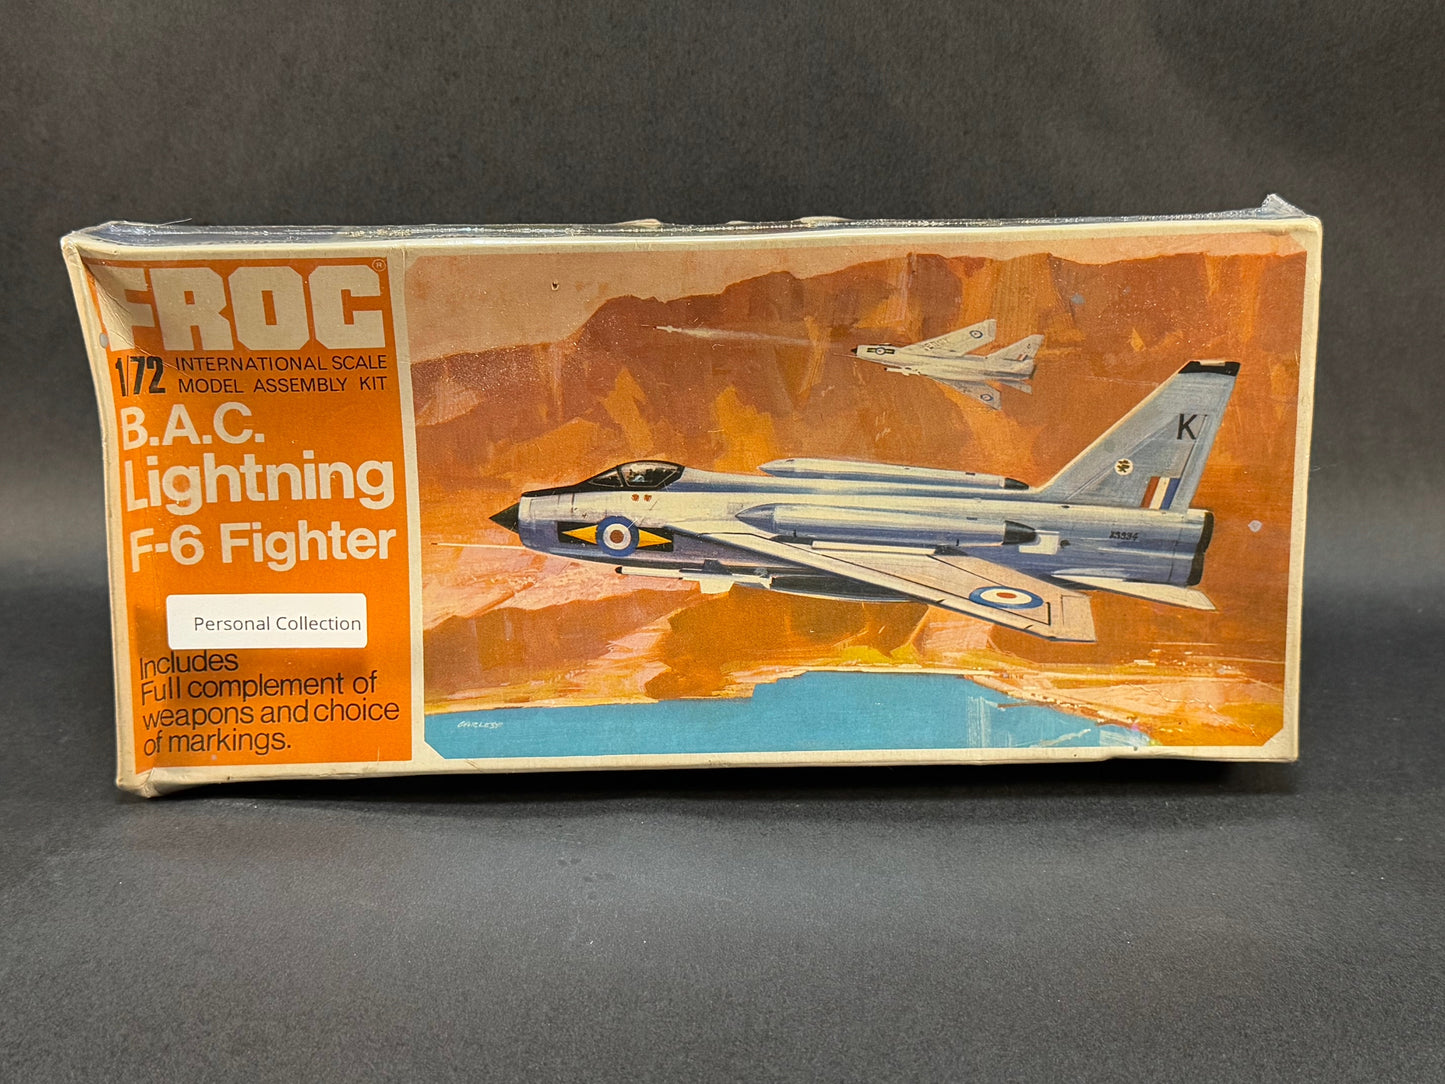 FROG®
1/72 INTERNATIONAL SCALE
MODEL ASSEMBLY KIT
B.A.C.
Lightning
F-6 Fighter
Personal Collection
Includes
Full complement of
weapons and choice
of markings.
K